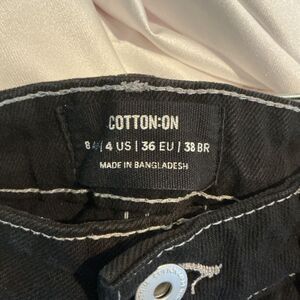 COTTON:ON
8 | 4 US | 36 EU | 38 BR
MADE IN BANGLADESH